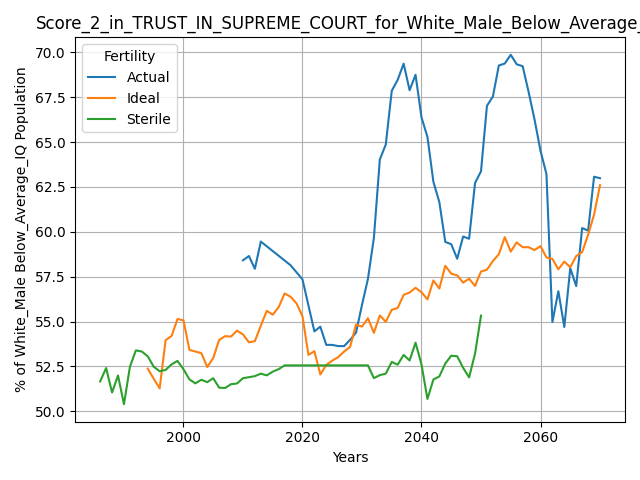 Score_2_in_TRUST_IN_SUPREME_COURT_for_White_Male_Below_Average_
Fertility
Actual
Ideal
Sterile
% of White_Male Below_Average_IQ Population
70.0
67.5
65.0
62.5
60.0
57.5
55.0
52.5
50.0
2000
2020
2040
2060
Years